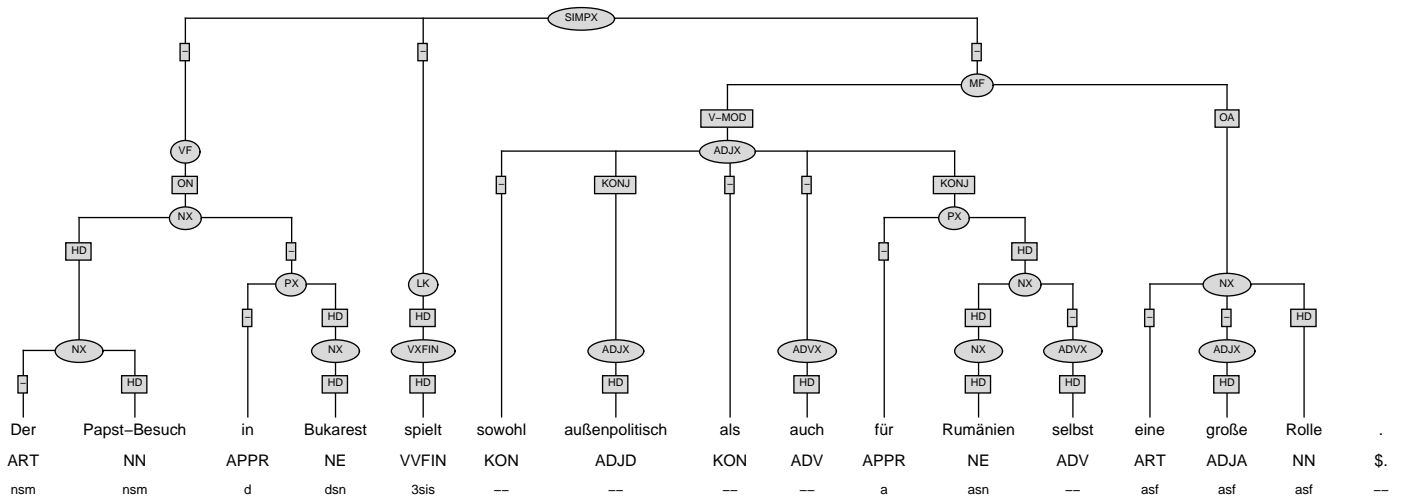 SIMPX
– – –
MF
V–MOD OA
VF ADJX
ON – KONJ – – KONJ
NX PX
HD – – HD
PX LK NX NX
– HD HD HD – – – HD
NX NX VXFIN ADJX ADVX NX ADVX ADJX
– HD HD HD HD HD HD HD HD
Der Papst–Besuch in Bukarest spielt sowohl außenpolitisch als auch für Rumänien selbst eine große Rolle .
ART NN APPR NE VVFIN KON ADJD KON ADV APPR NE ADV ART ADJA NN $.
nsm nsm d dsn 3sis –– –– –– –– a asn –– asf asf asf ––